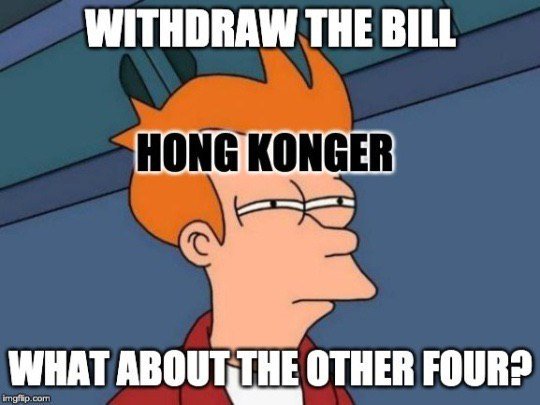 WITHDRAW THE BILL
HONG KONGER
WHAT ABOUT THE OTHER FOUR?
imgflip.com